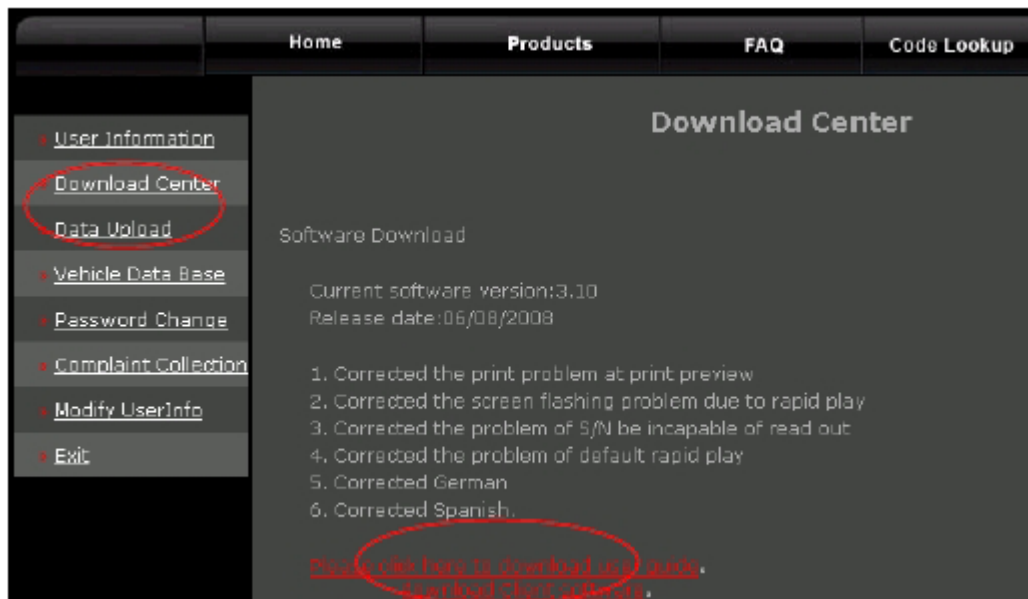 Home Products FAQ Code Lookup
Download Center
User Information
Download Center
Data Upload
Vehicle Data Base
Password Change
Complaint Collection
Modify UserInfo
Exit
Software Download
Current software version:3.10
Release date:06/08/2008
1. Corrected the print problem at print preview
2. Corrected the screen flashing problem due to rapid play
3. Corrected the problem of S/N be incapable of read out
4. Corrected the problem of default rapid play
5. Corrected German
6. Corrected Spanish.
Please click here to download user guide.
download Client software.